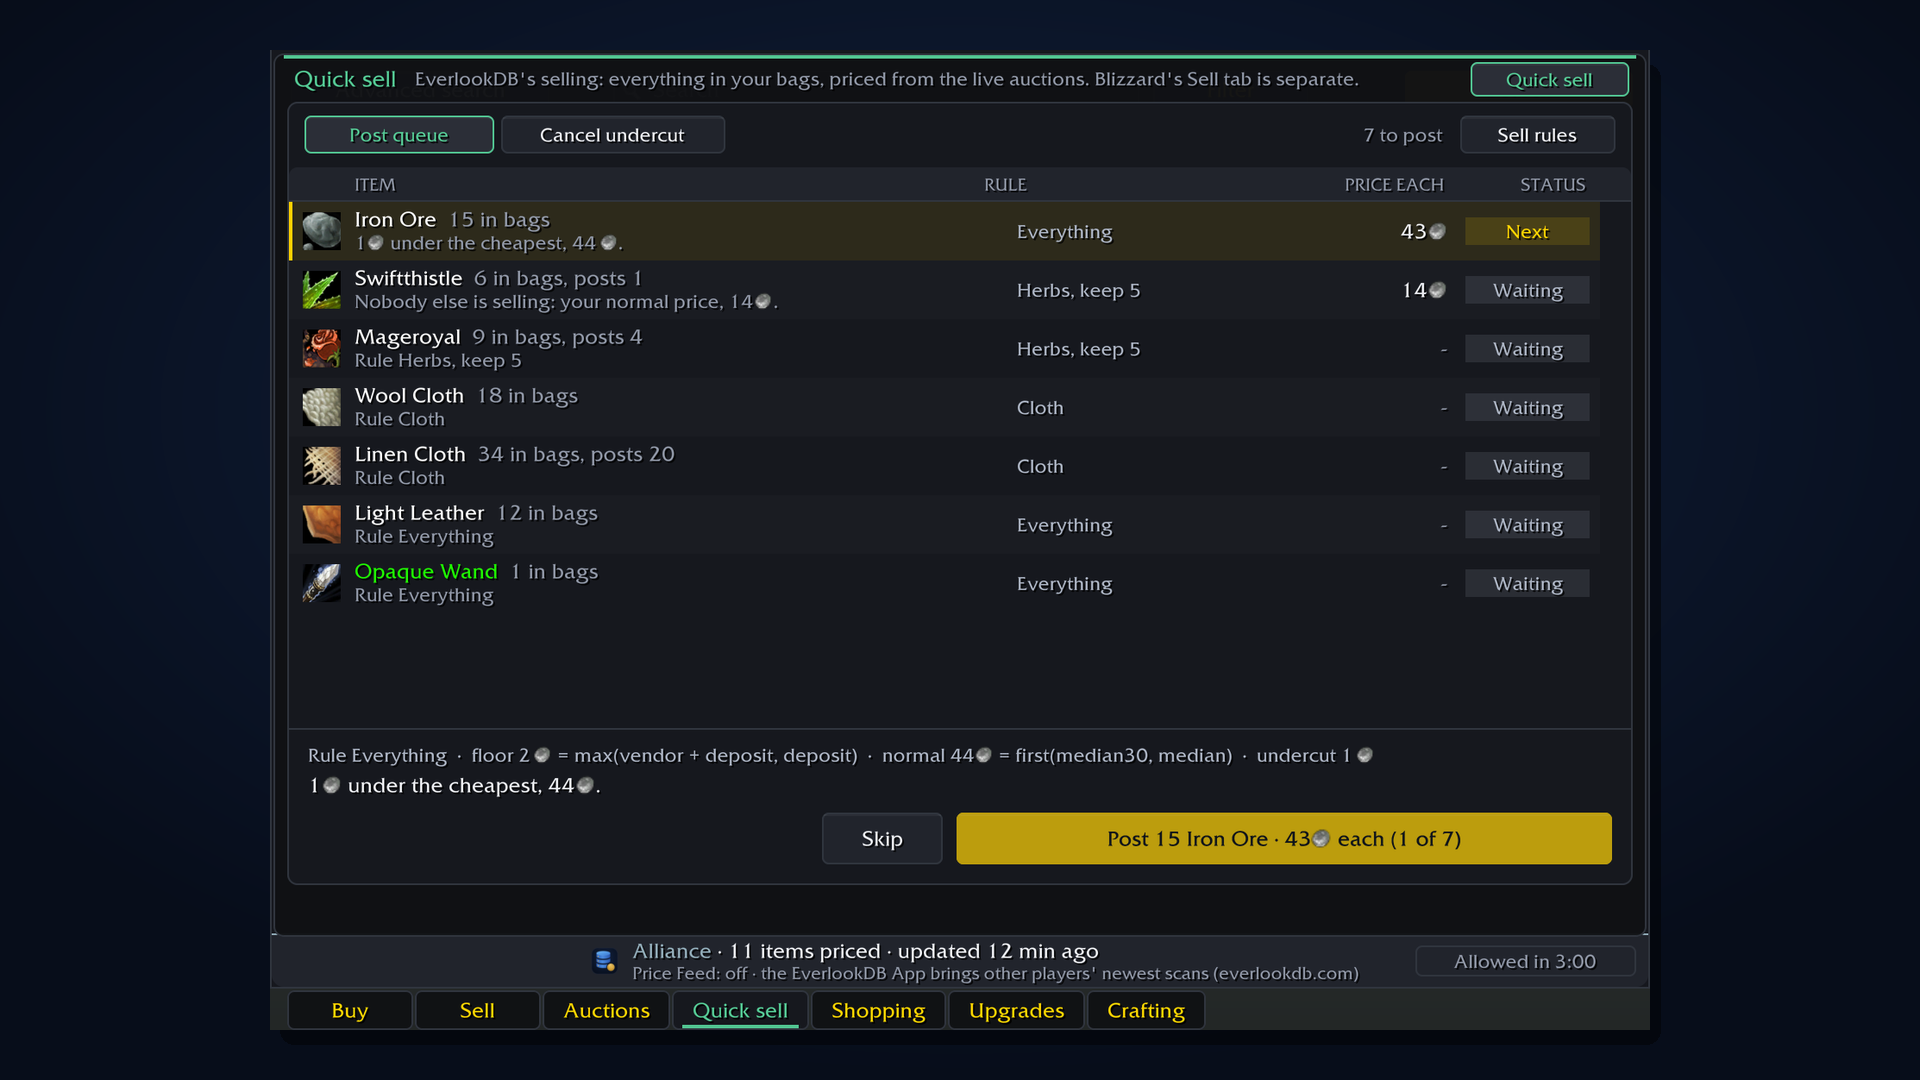 Quick sell EverlookDB's selling: everything in your bags, priced from the live auctions. Blizzard's Sell tab is separate. Quick sell
Post queue Cancel undercut 7 to post Sell rules
ITEM RULE PRICE EACH STATUS
Iron Ore 15 in bags
1 under the cheapest, 44.
Everything 43 Next
Swiftthistle 6 in bags, posts 1
Nobody else is selling: your normal price, 14.
Herbs, keep 5 14 Waiting
Mageroyal 9 in bags, posts 4
Rule Herbs, keep 5
Herbs, keep 5 - Waiting
Wool Cloth 18 in bags
Rule Cloth
Cloth - Waiting
Linen Cloth 34 in bags, posts 20
Rule Cloth
Cloth - Waiting
Light Leather 12 in bags
Rule Everything
Everything - Waiting
Opaque Wand 1 in bags
Rule Everything
Everything - Waiting
Rule Everything · floor 2 = max(vendor + deposit, deposit) · normal 44 = first(median30, median) · undercut 1
1 under the cheapest, 44.
Skip Post 15 Iron Ore · 43 each (1 of 7)
Alliance · 11 items priced · updated 12 min ago
Price Feed: off · the EverlookDB App brings other players' newest scans (everlookdb.com)
Allowed in 3:00
Buy Sell Auctions Quick sell Shopping Upgrades Crafting